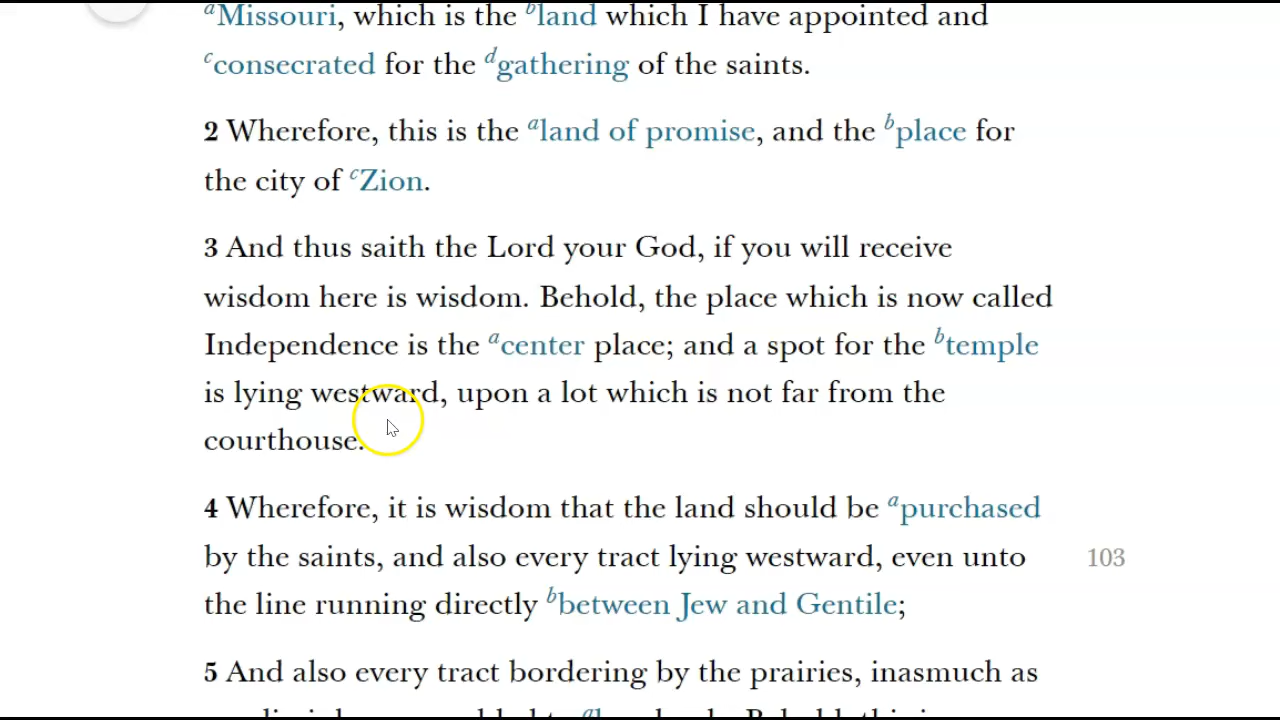 aMissouri, which is the bland which I have appointed and
cconsecrated for the dgathering of the saints.
2 Wherefore, this is the aland of promise, and the bplace for
the city of cZion.
3 And thus saith the Lord your God, if you will receive
wisdom here is wisdom. Behold, the place which is now called
Independence is the acenter place; and a spot for the btemple
is lying westward, upon a lot which is not far from the
courthouse.
4 Wherefore, it is wisdom that the land should be apurchased
by the saints, and also every tract lying westward, even unto
103
the line running directly bbetween Jew and Gentile;
5 And also every tract bordering by the prairies, inasmuch as